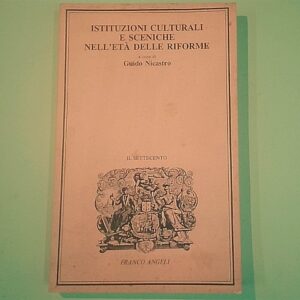 ISTITUZIONI CULTURALI
E SCENICHE
NELL'ETÀ DELLE RIFORME
a cura di
Guido Nicastro
IL SETTECENTO
FRANCO ANGELI